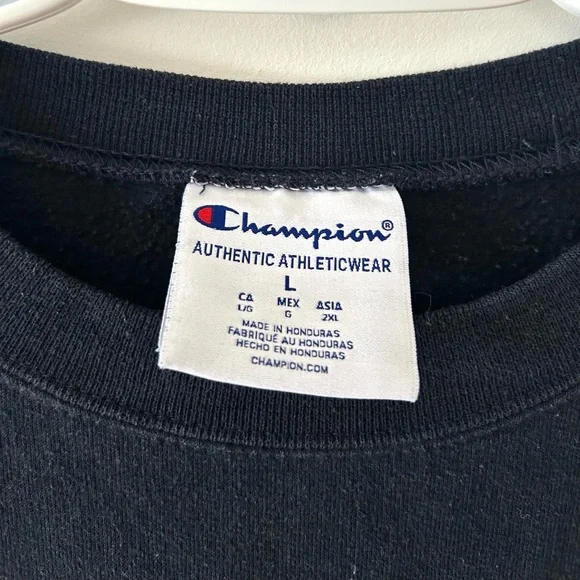 Champion®
AUTHENTIC ATHLETICWEAR
L
CA MEX ASIA
L/G G 2XL
MADE IN HONDURAS
FABRIQUÉ AU HONDURAS
HECHO EN HONDURAS
CHAMPION.COM